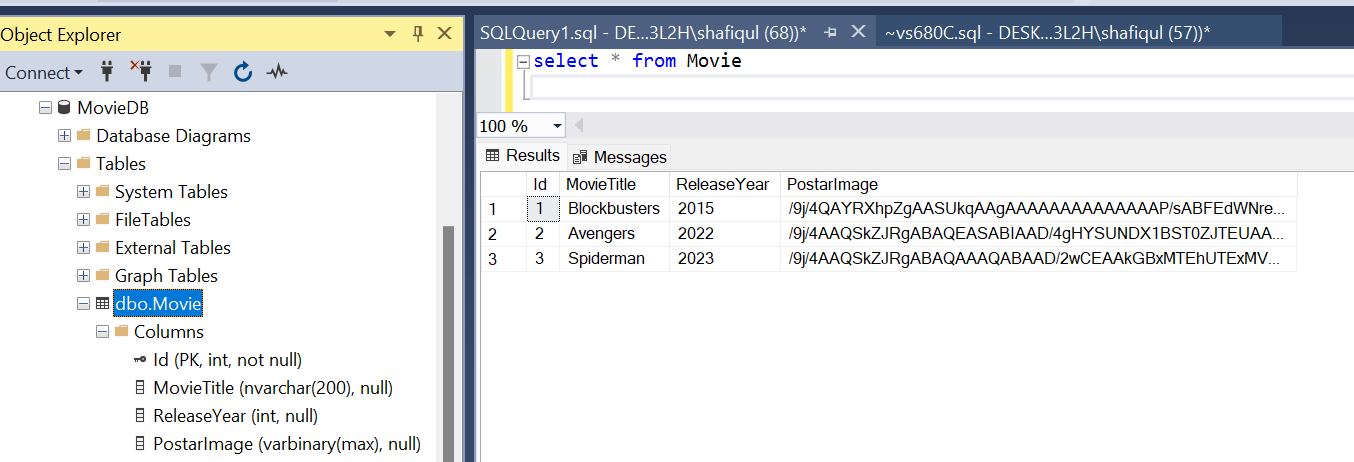 Object Explorer
Connect
MovieDB
Database Diagrams
Tables
System Tables
FileTables
External Tables
Graph Tables
dbo.Movie
Columns
Id (PK, int, not null)
MovieTitle (nvarchar(200), null)
ReleaseYear (int, null)
PostarImage (varbinary(max), null)
SQLQuery1.sql - DE...3L2H\shafiqul (68))*
~vs680C.sql - DESK...3L2H\shafiqul (57))*
select * from Movie
100 %
Results Messages
Id MovieTitle ReleaseYear PostarImage
1 1 Blockbusters 2015 /9j/4QAYRXhpZgAASUkqAAgAAAAAAAAAAAAAAP/sABFEdWNre...
2 2 Avengers 2022 /9j/4AAQSkZJRgABAQEASABIAAD/4gHYSUNDX1BST0ZJTEUAA...
3 3 Spiderman 2023 /9j/4AAQSkZJRgABAQAAAQABAAD/2wCEAAkGBxMTEhUTExMV...